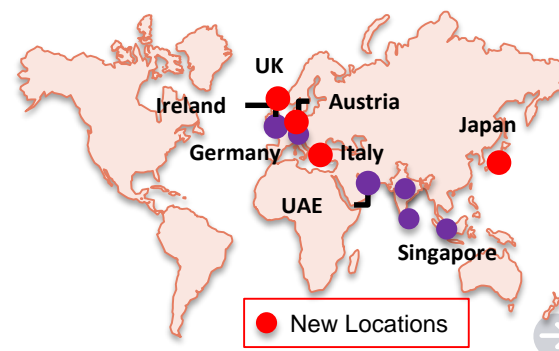 UK
Ireland
Austria
Japan
Germany
Italy
UAE
Singapore
New Locations